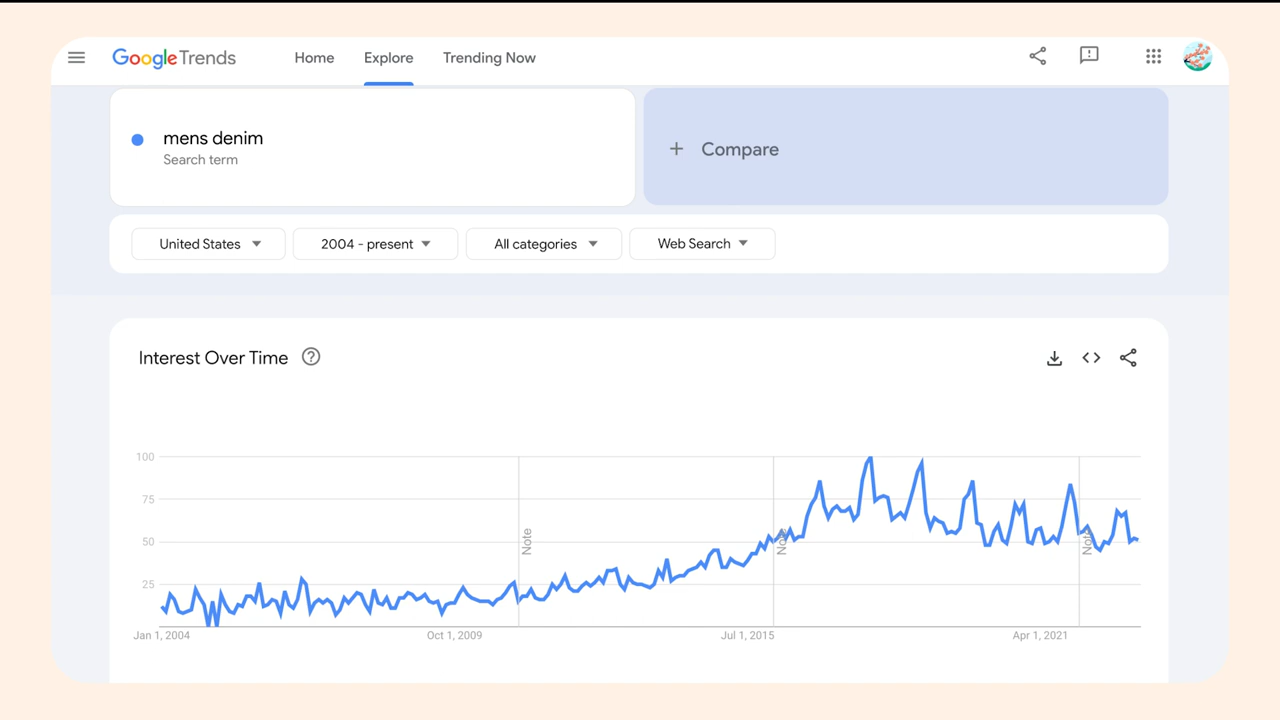 Google Trends Home Explore Trending Now
mens denim
Search term
+ Compare
United States 2004 - present All categories Web Search
Interest Over Time
100
75
50
25
Note
Note
Note
Jan 1, 2004 Oct 1, 2009 Jul 1, 2015 Apr 1, 2021